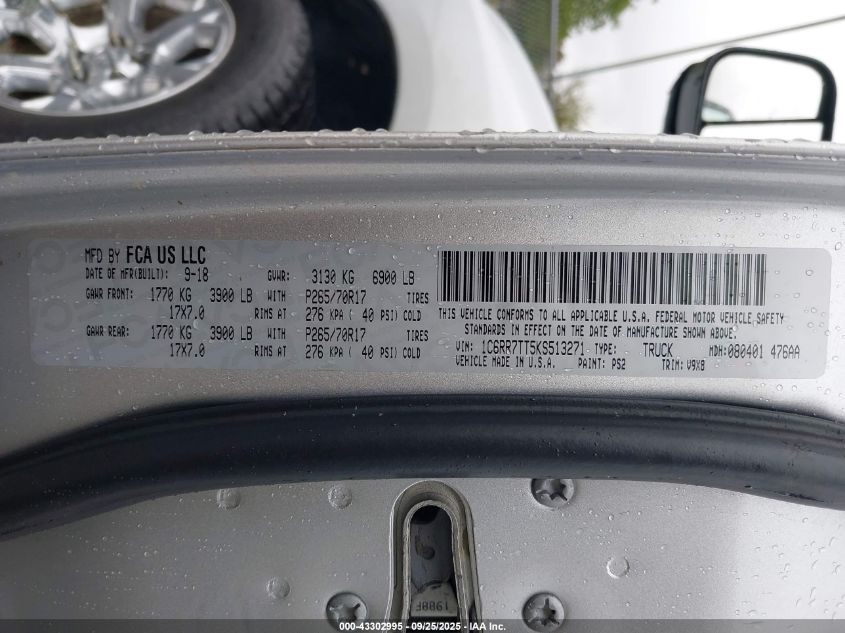 MFD BY FCA US LLC
DATE OF MFR(BUILT): 9-18 GVWR: 3130 KG 6900 LB
GAWR FRONT: 1770 KG 3900 LB WITH P265/70R17 TIRES
17X7.0 RIMS AT 276 KPA ( 40 PSI) COLD
GAWR REAR: 1770 KG 3900 LB WITH P265/70R17 TIRES
17X7.0 RIMS AT 276 KPA ( 40 PSI) COLD
THIS VEHICLE CONFORMS TO ALL APPLICABLE U.S.A. FEDERAL MOTOR VEHICLE SAFETY
STANDARDS IN EFFECT ON THE DATE OF MANUFACTURE SHOWN ABOVE.
VIN: 1C6RR7TT5KS513271 TYPE: TRUCK MDH: 080401 476AA
VEHICLE MADE IN U.S.A. PAINT: PS2 TRIM: V9X8
1988F
000-43302995 - 09/25/2025 - IAA, Inc.